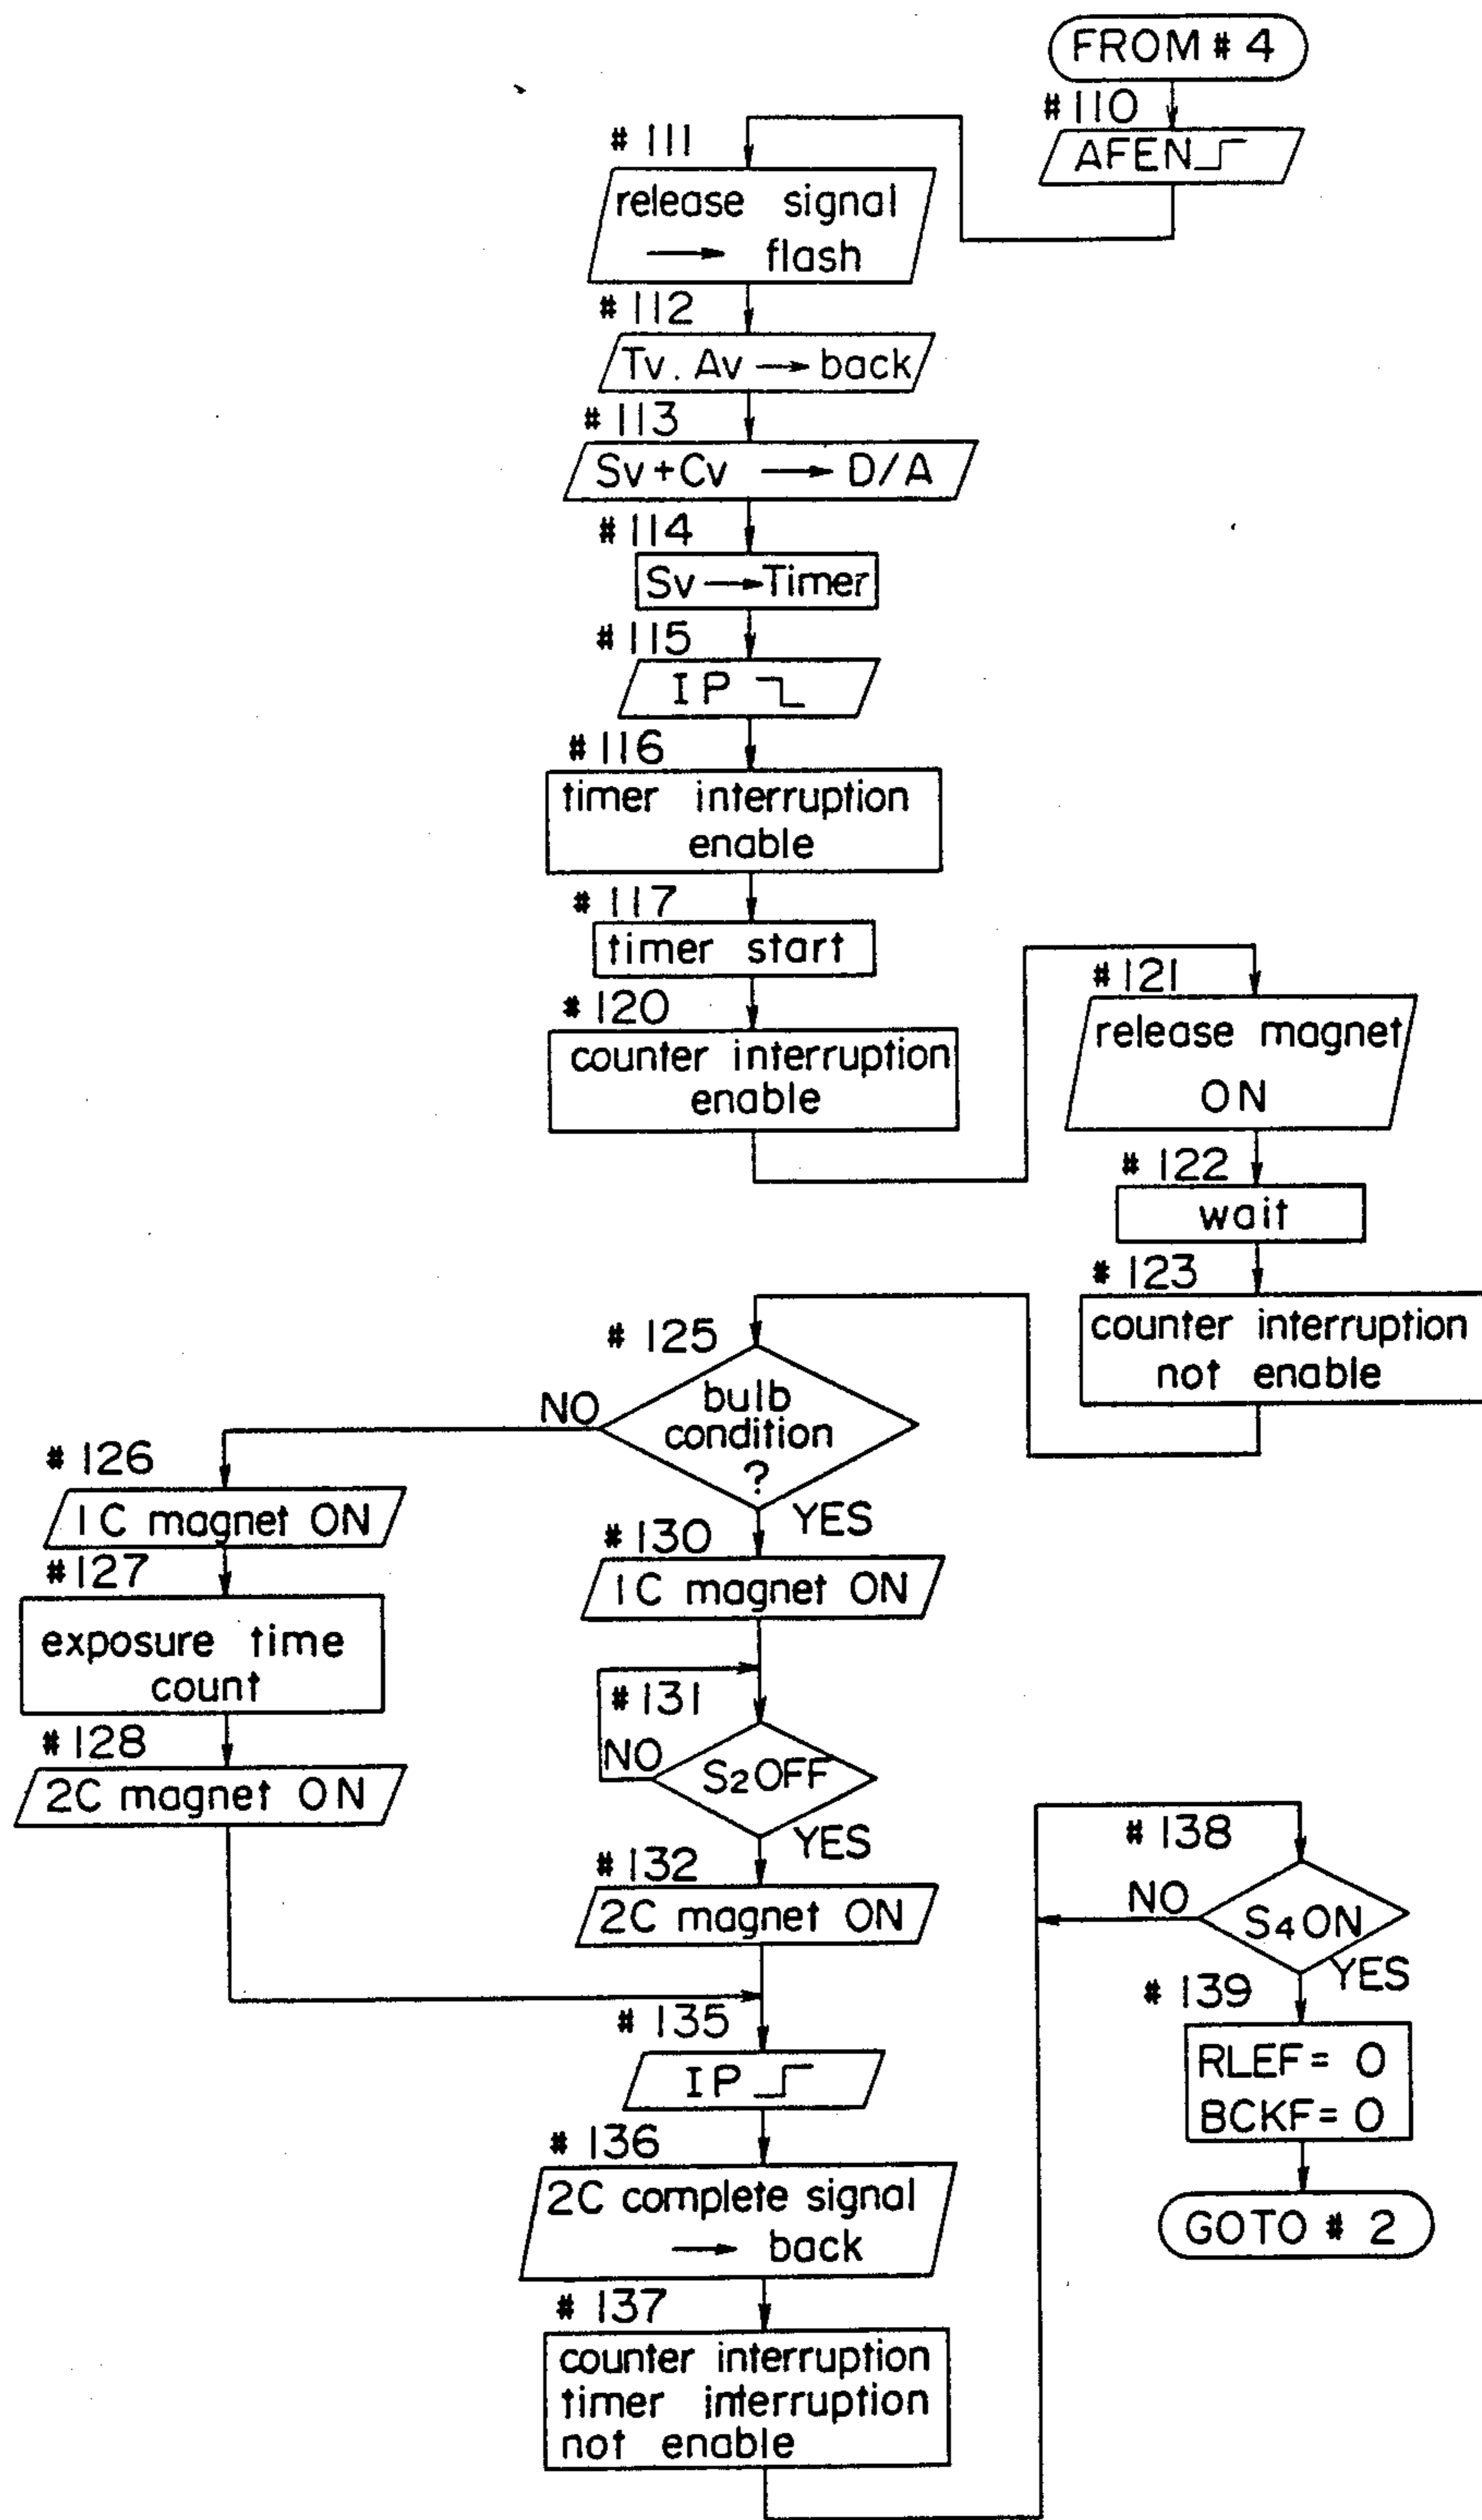 FROM # 4
# 110
AFEN
# 111
release signal
→ flash
# 112
Tv. Av → back
# 113
Sv+Cv → D/A
# 114
Sv → Timer
# 115
IP
# 116
timer interruption
enable
# 117
timer start
# 120
counter interruption
enable
# 121
release magnet
ON
# 122
wait
# 123
counter interruption
not enable
# 125
bulb
condition
?
NO
YES
# 126
1C magnet ON
# 127
exposure time
count
# 128
2C magnet ON
# 130
1C magnet ON
# 131
S2OFF
NO
YES
# 132
2C magnet ON
# 135
IP
# 136
2C complete signal
→ back
# 137
counter interruption
timer interruption
not enable
# 138
S4ON
NO
YES
# 139
RLEF= 0
BCKF= 0
GOTO # 2